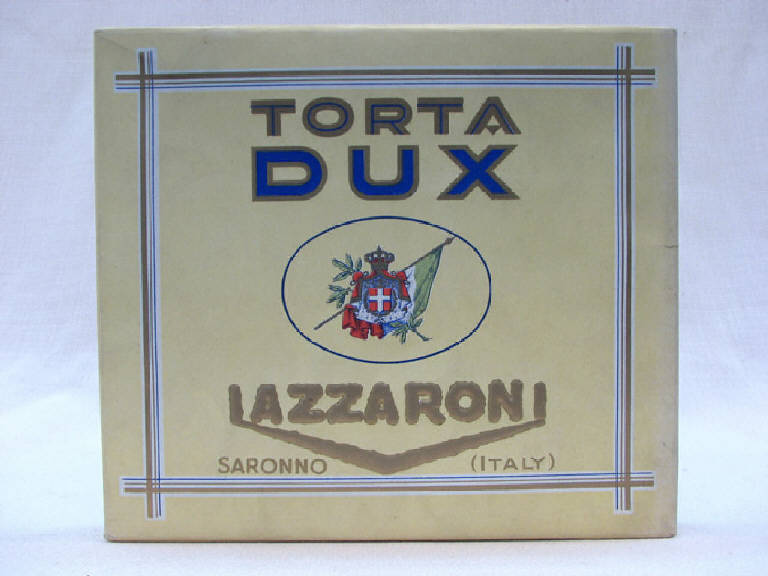 TORTA
DUX
LAZZARONI
SARONNO (ITALY)